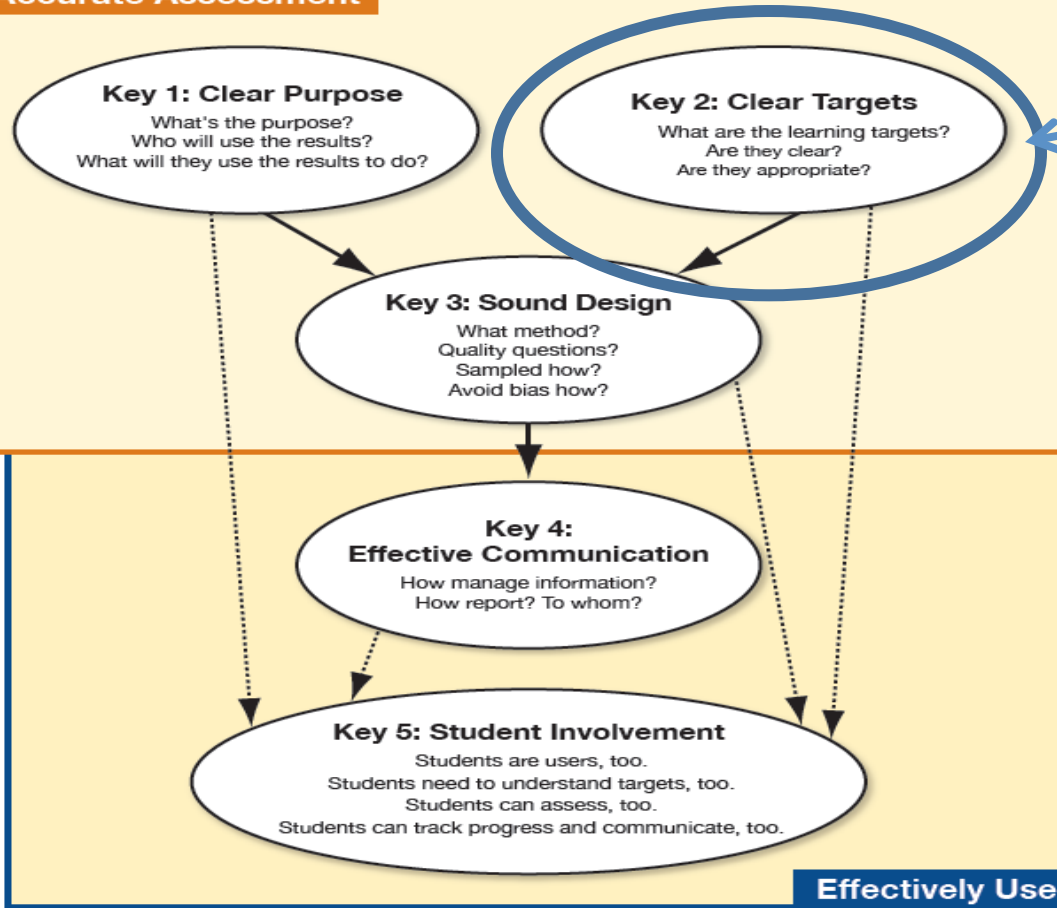 Accurate Assessment
Key 1: Clear Purpose
What's the purpose?
Who will use the results?
What will they use the results to do?
Key 2: Clear Targets
What are the learning targets?
Are they clear?
Are they appropriate?
Key 3: Sound Design
What method?
Quality questions?
Sampled how?
Avoid bias how?
Key 4:
Effective Communication
How manage information?
How report? To whom?
Key 5: Student Involvement
Students are users, too.
Students need to understand targets, too.
Students can assess, too.
Students can track progress and communicate, too.
Effectively Use